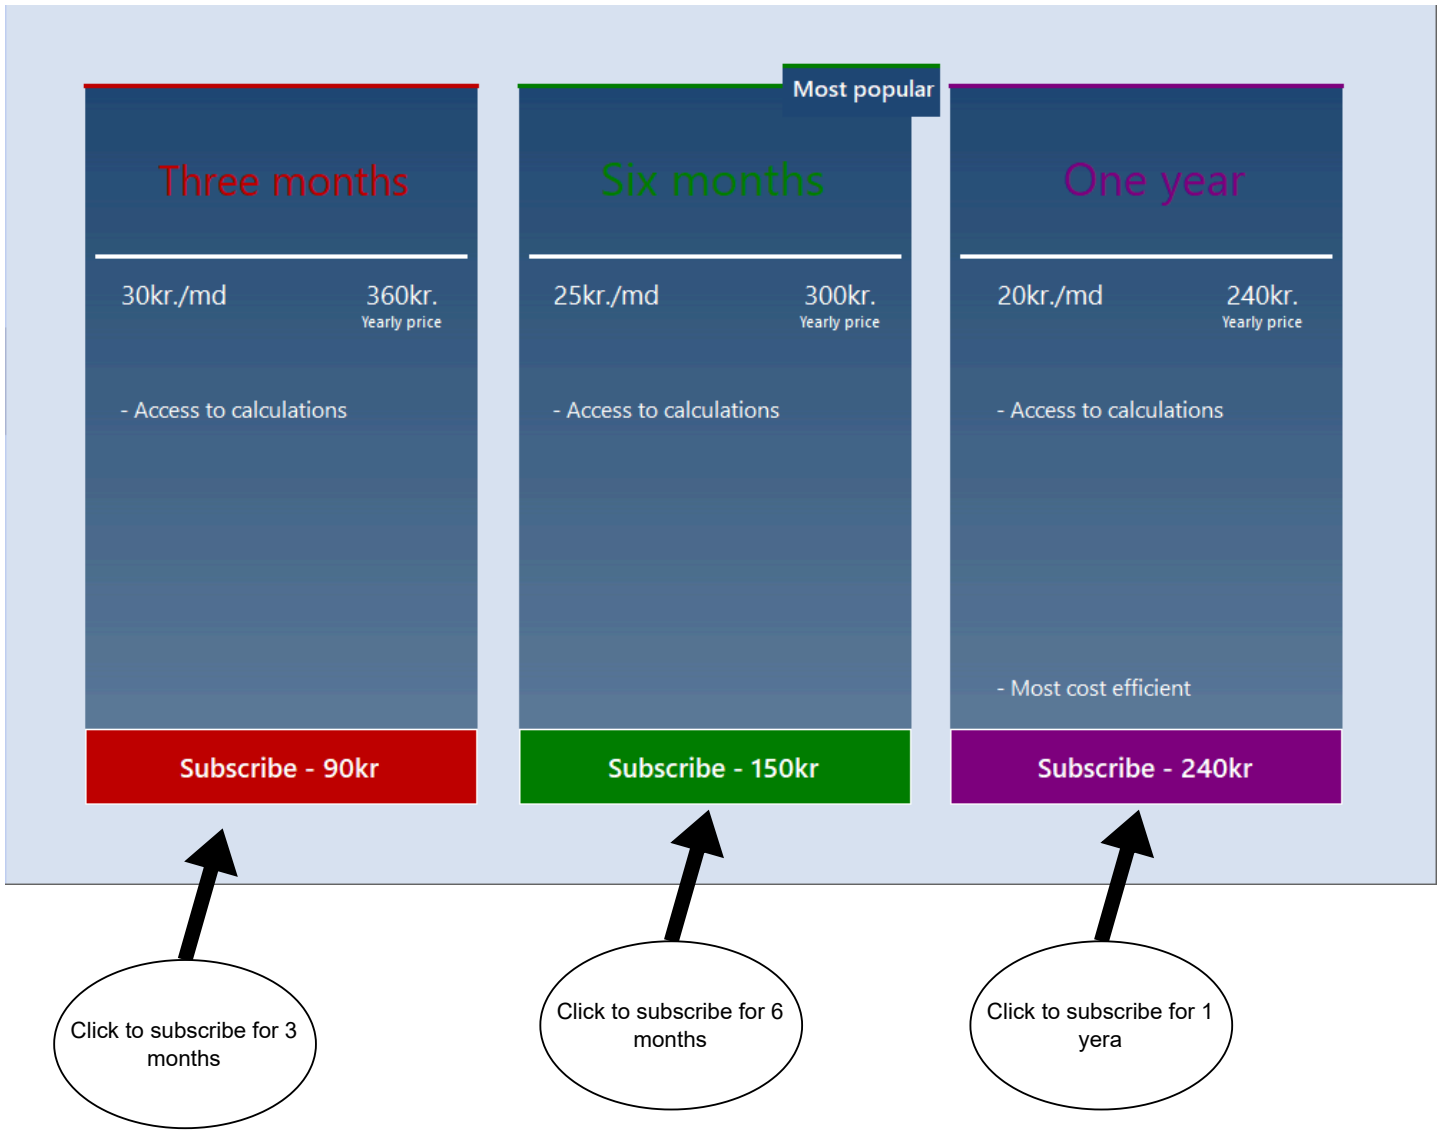 Most popular
Three months
30kr./md
360kr.
Yearly price
- Access to calculations
Subscribe - 90kr
Six months
25kr./md
300kr.
Yearly price
- Access to calculations
Subscribe - 150kr
One year
20kr./md
240kr.
Yearly price
- Access to calculations
- Most cost efficient
Subscribe - 240kr
Click to subscribe for 3
months
Click to subscribe for 6
months
Click to subscribe for 1
yera